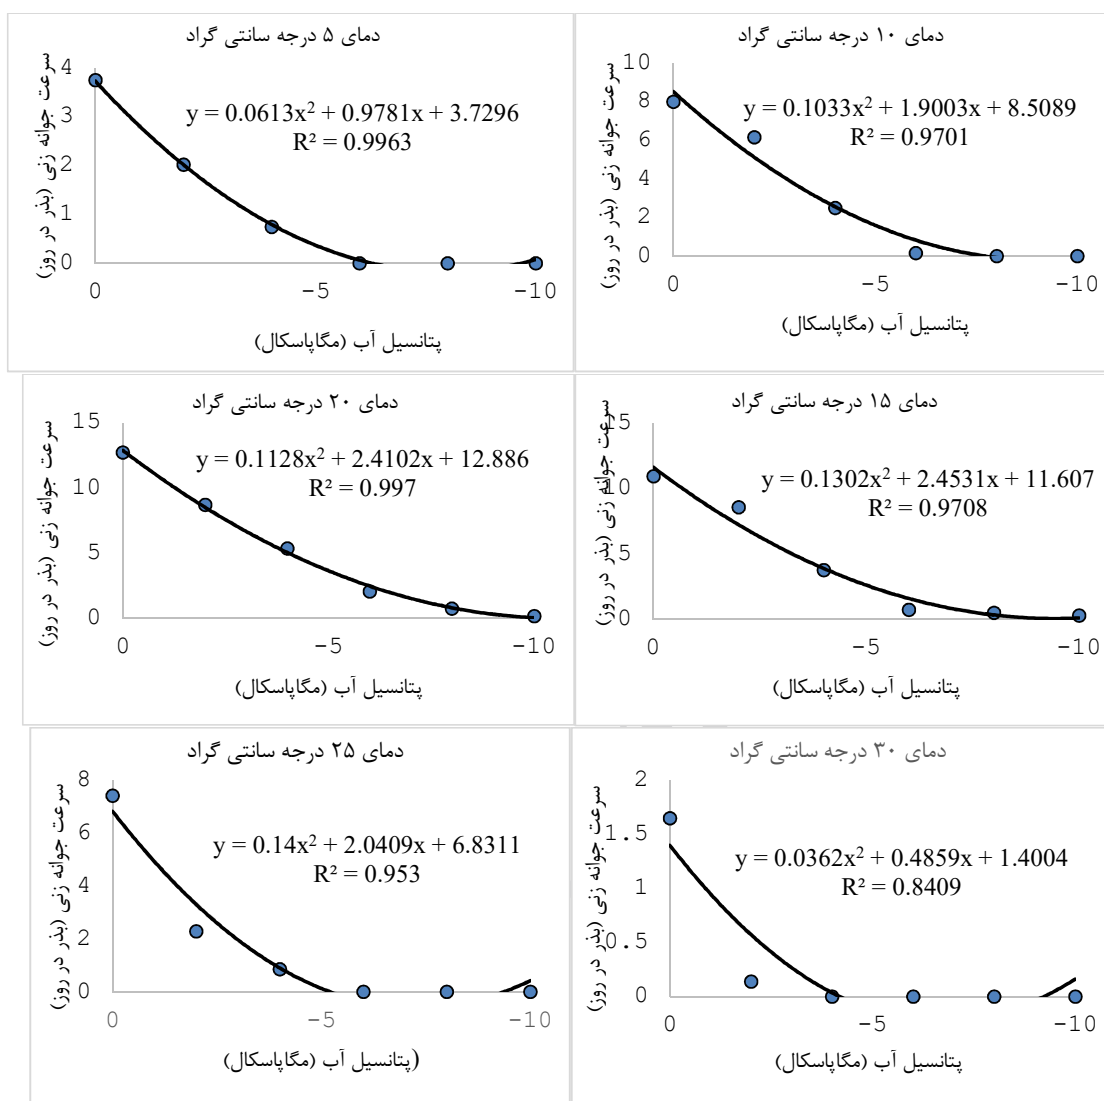 دمای ۵ درجه سانتی گراد
سرعت جوانه زنی (بذر در روز)
4
3
2
1
0
y = 0.0613x² + 0.9781x + 3.7296
R² = 0.9963
0 -5 -10
پتانسیل آب (مگاپاسکال)
دمای ۱۰ درجه سانتی گراد
سرعت جوانه زنی (بذر در روز)
10
8
6
4
2
0
y = 0.1033x² + 1.9003x + 8.5089
R² = 0.9701
0 -5 -10
پتانسیل آب (مگاپاسکال)
دمای ۲۰ درجه سانتی گراد
سرعت جوانه زنی (بذر در روز)
15
10
5
0
y = 0.1128x² + 2.4102x + 12.886
R² = 0.997
0 -5 -10
پتانسیل آب (مگاپاسکال)
دمای ۱۵ درجه سانتی گراد
سرعت جوانه زنی (بذر در روز)
15
10
5
0
y = 0.1302x² + 2.4531x + 11.607
R² = 0.9708
0 -5 -10
پتانسیل آب (مگاپاسکال)
دمای ۲۵ درجه سانتی گراد
سرعت جوانه زنی (بذر در روز)
8
6
4
2
0
y = 0.14x² + 2.0409x + 6.8311
R² = 0.953
0 -5 -10
(پتانسیل آب (مگاپاسکال)
دمای ۳۰ درجه سانتی گراد
سرعت جوانه زنی (بذر در روز)
2
1.5
1
0.5
0
y = 0.0362x² + 0.4859x + 1.4004
R² = 0.8409
0 -5 -10
پتانسیل آب (مگاپاسکال)